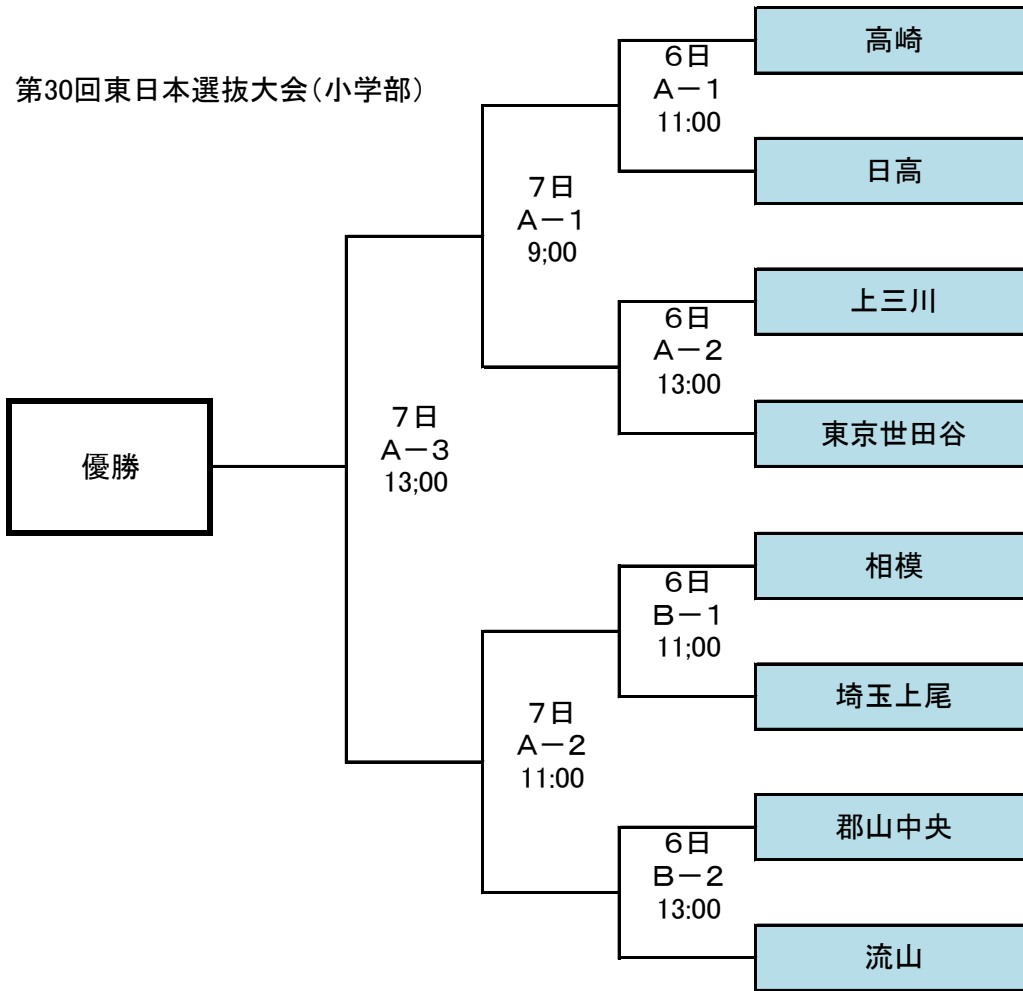 第30回東日本選抜大会（小学部）
高崎
６日
Ａ－１
11:00
日高
７日
Ａ－１
9;00
上三川
６日
Ａ－２
13:00
東京世田谷
優勝
７日
Ａ－３
13;00
相模
６日
Ｂ－１
11;00
埼玉上尾
７日
Ａ－２
11:00
郡山中央
６日
Ｂ－２
13:00
流山